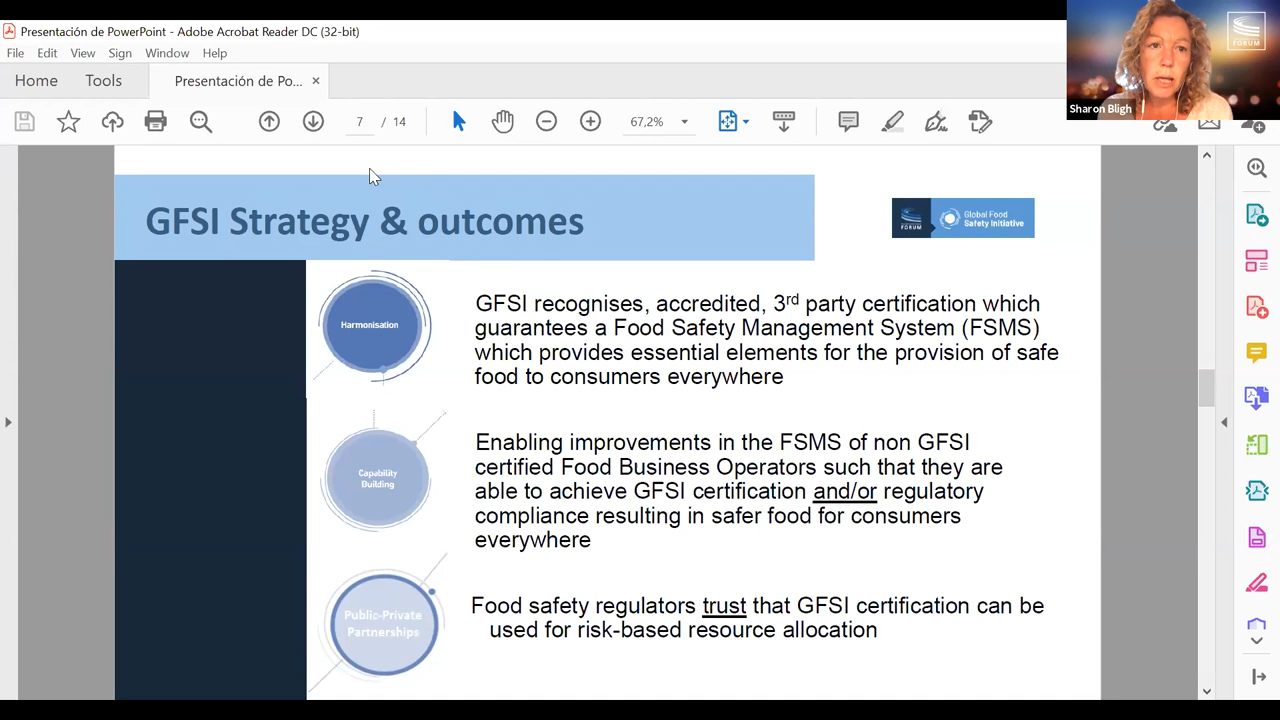 Presentación de PowerPoint - Adobe Acrobat Reader DC (32-bit)
File Edit View Sign Window Help
Home Tools Presentación de Po... ×
7 / 14 67,2%
FORUM
Sharon Bligh
GFSI Strategy & outcomes
FORUM
Global Food
Safety Initiative
Harmonisation
GFSI recognises, accredited, 3rd party certification which
guarantees a Food Safety Management System (FSMS)
which provides essential elements for the provision of safe
food to consumers everywhere
Capability
Building
Enabling improvements in the FSMS of non GFSI
certified Food Business Operators such that they are
able to achieve GFSI certification and/or regulatory
compliance resulting in safer food for consumers
everywhere
Public-Private
Partnerships
Food safety regulators trust that GFSI certification can be
used for risk-based resource allocation